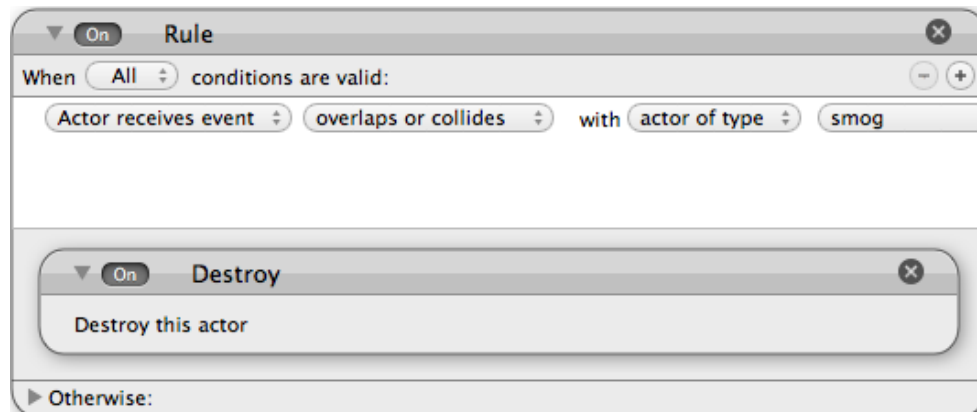 On Rule
When All conditions are valid:
Actor receives event overlaps or collides with actor of type smog
On Destroy
Destroy this actor
Otherwise: